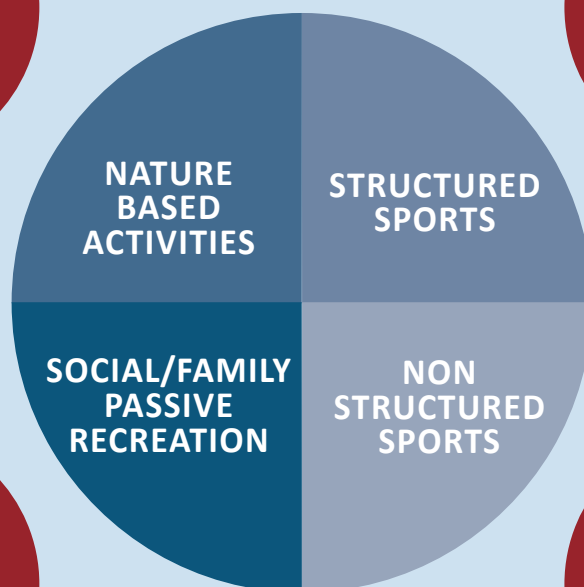 NATURE
BASED
ACTIVITIES
STRUCTURED
SPORTS
SOCIAL/FAMILY
PASSIVE
RECREATION
NON
STRUCTURED
SPORTS